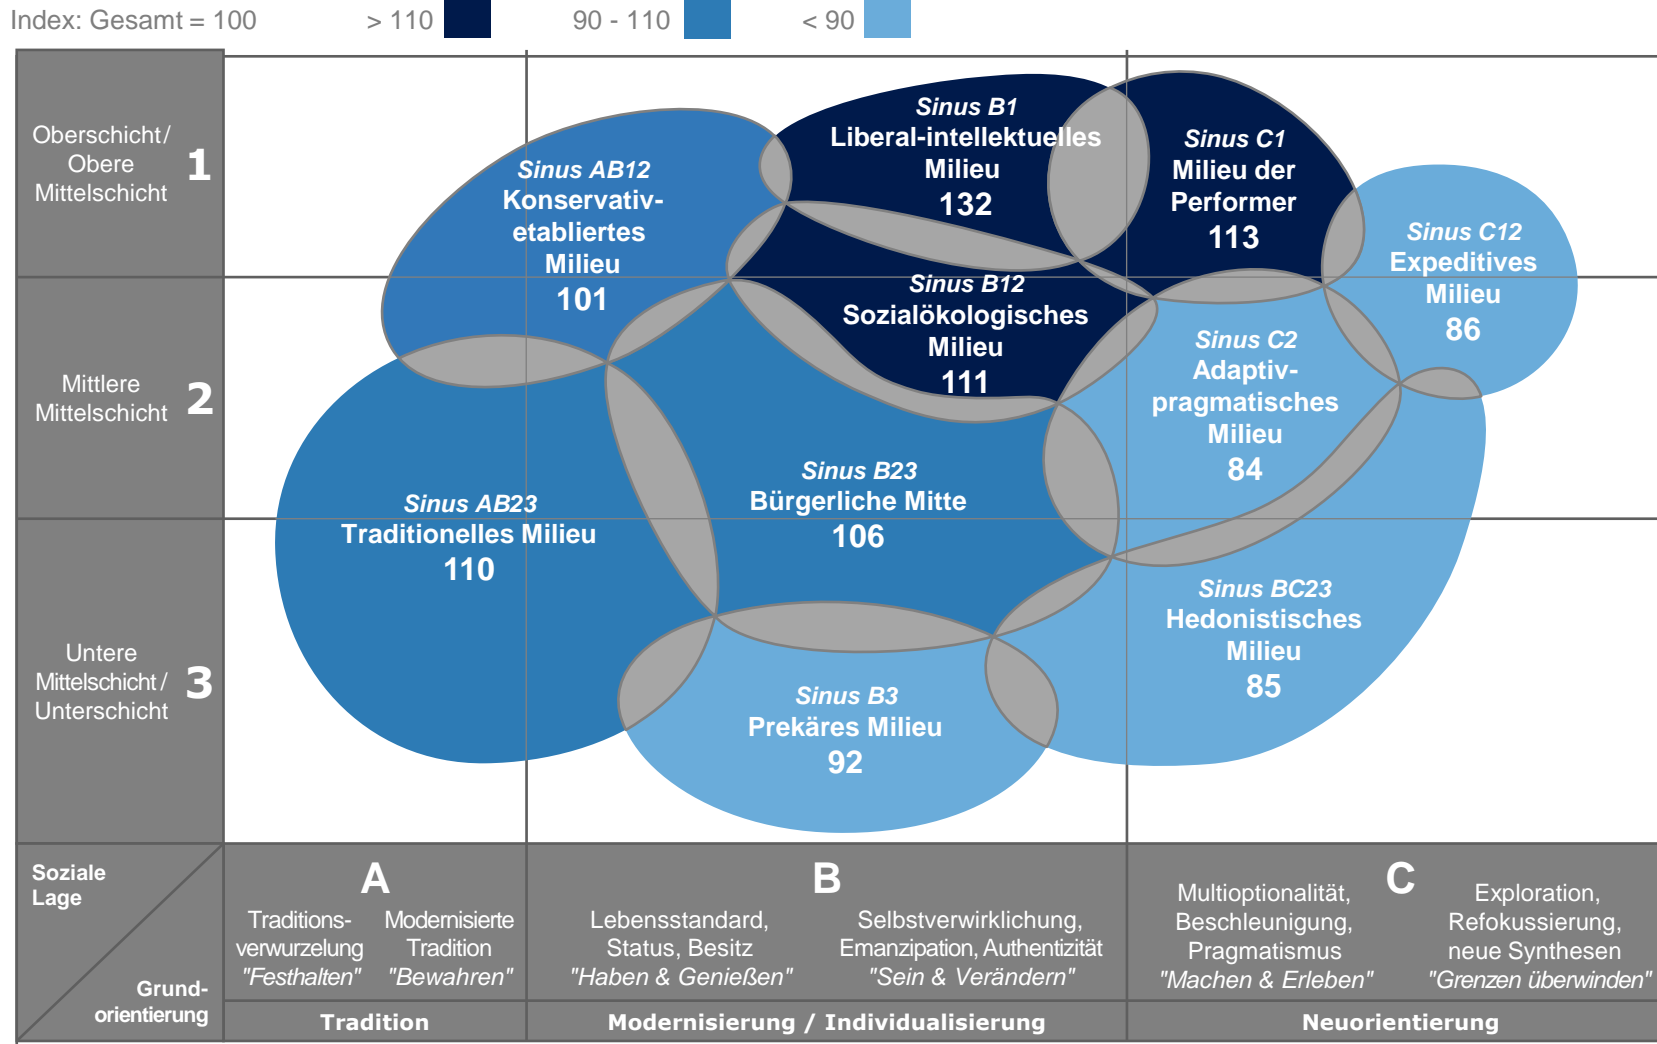 Index: Gesamt = 100
> 110
90 - 110
< 90
Oberschicht /
Obere
Mittelschicht
1
Mittlere
Mittelschicht
2
Untere
Mittelschicht /
Unterschicht
3
Sinus AB12
Konservativ-
etabliertes
Milieu
101
Sinus B1
Liberal-intellektuelles
Milieu
132
Sinus C1
Milieu der
Performer
113
Sinus C12
Expeditives
Milieu
86
Sinus B12
Sozialökologisches
Milieu
111
Sinus C2
Adaptiv-
pragmatisches
Milieu
84
Sinus AB23
Traditionelles Milieu
110
Sinus B23
Bürgerliche Mitte
106
Sinus BC23
Hedonistisches
Milieu
85
Sinus B3
Prekäres Milieu
92
Soziale
Lage
Grund-
orientierung
A
Traditions-
verwurzelung
"Festhalten"
Modernisierte
Tradition
"Bewahren"
Tradition
B
Lebensstandard,
Status, Besitz
"Haben & Genießen"
Selbstverwirklichung,
Emanzipation, Authentizität
"Sein & Verändern"
Modernisierung / Individualisierung
C
Multioptionalität,
Beschleunigung,
Pragmatismus
"Machen & Erleben"
Exploration,
Refokussierung,
neue Synthesen
"Grenzen überwinden"
Neuorientierung